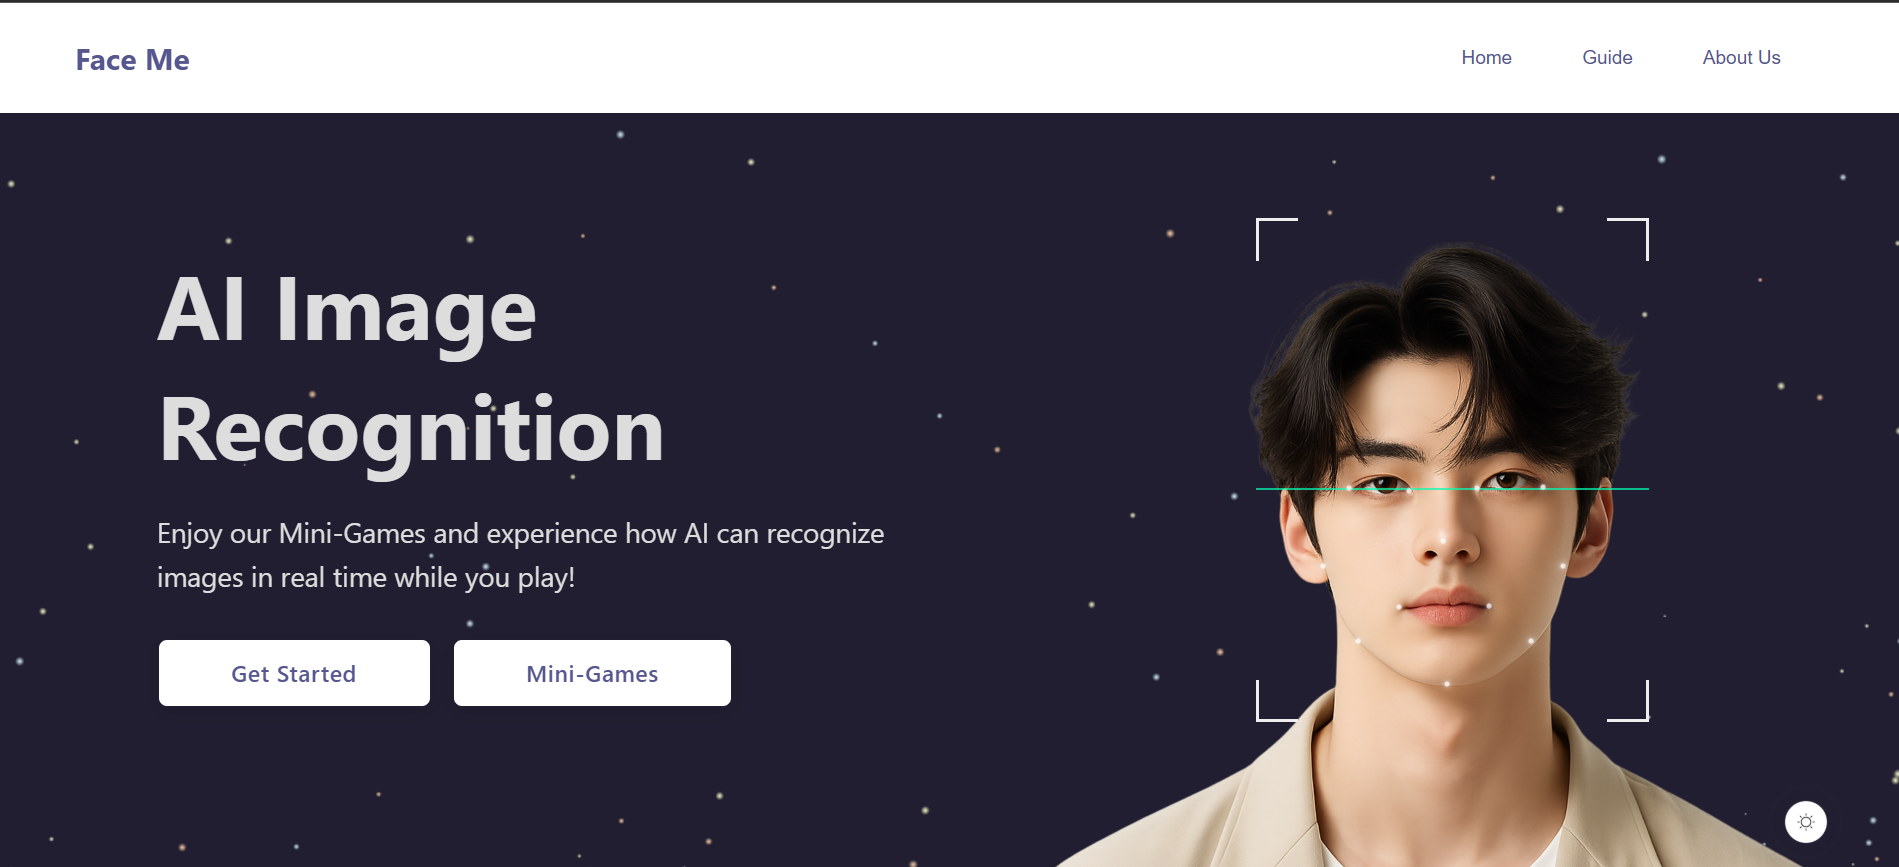 Face Me
Home
Guide
About Us
AI Image
Recognition
Enjoy our Mini-Games and experience how AI can recognize
images in real time while you play!
Get Started
Mini-Games